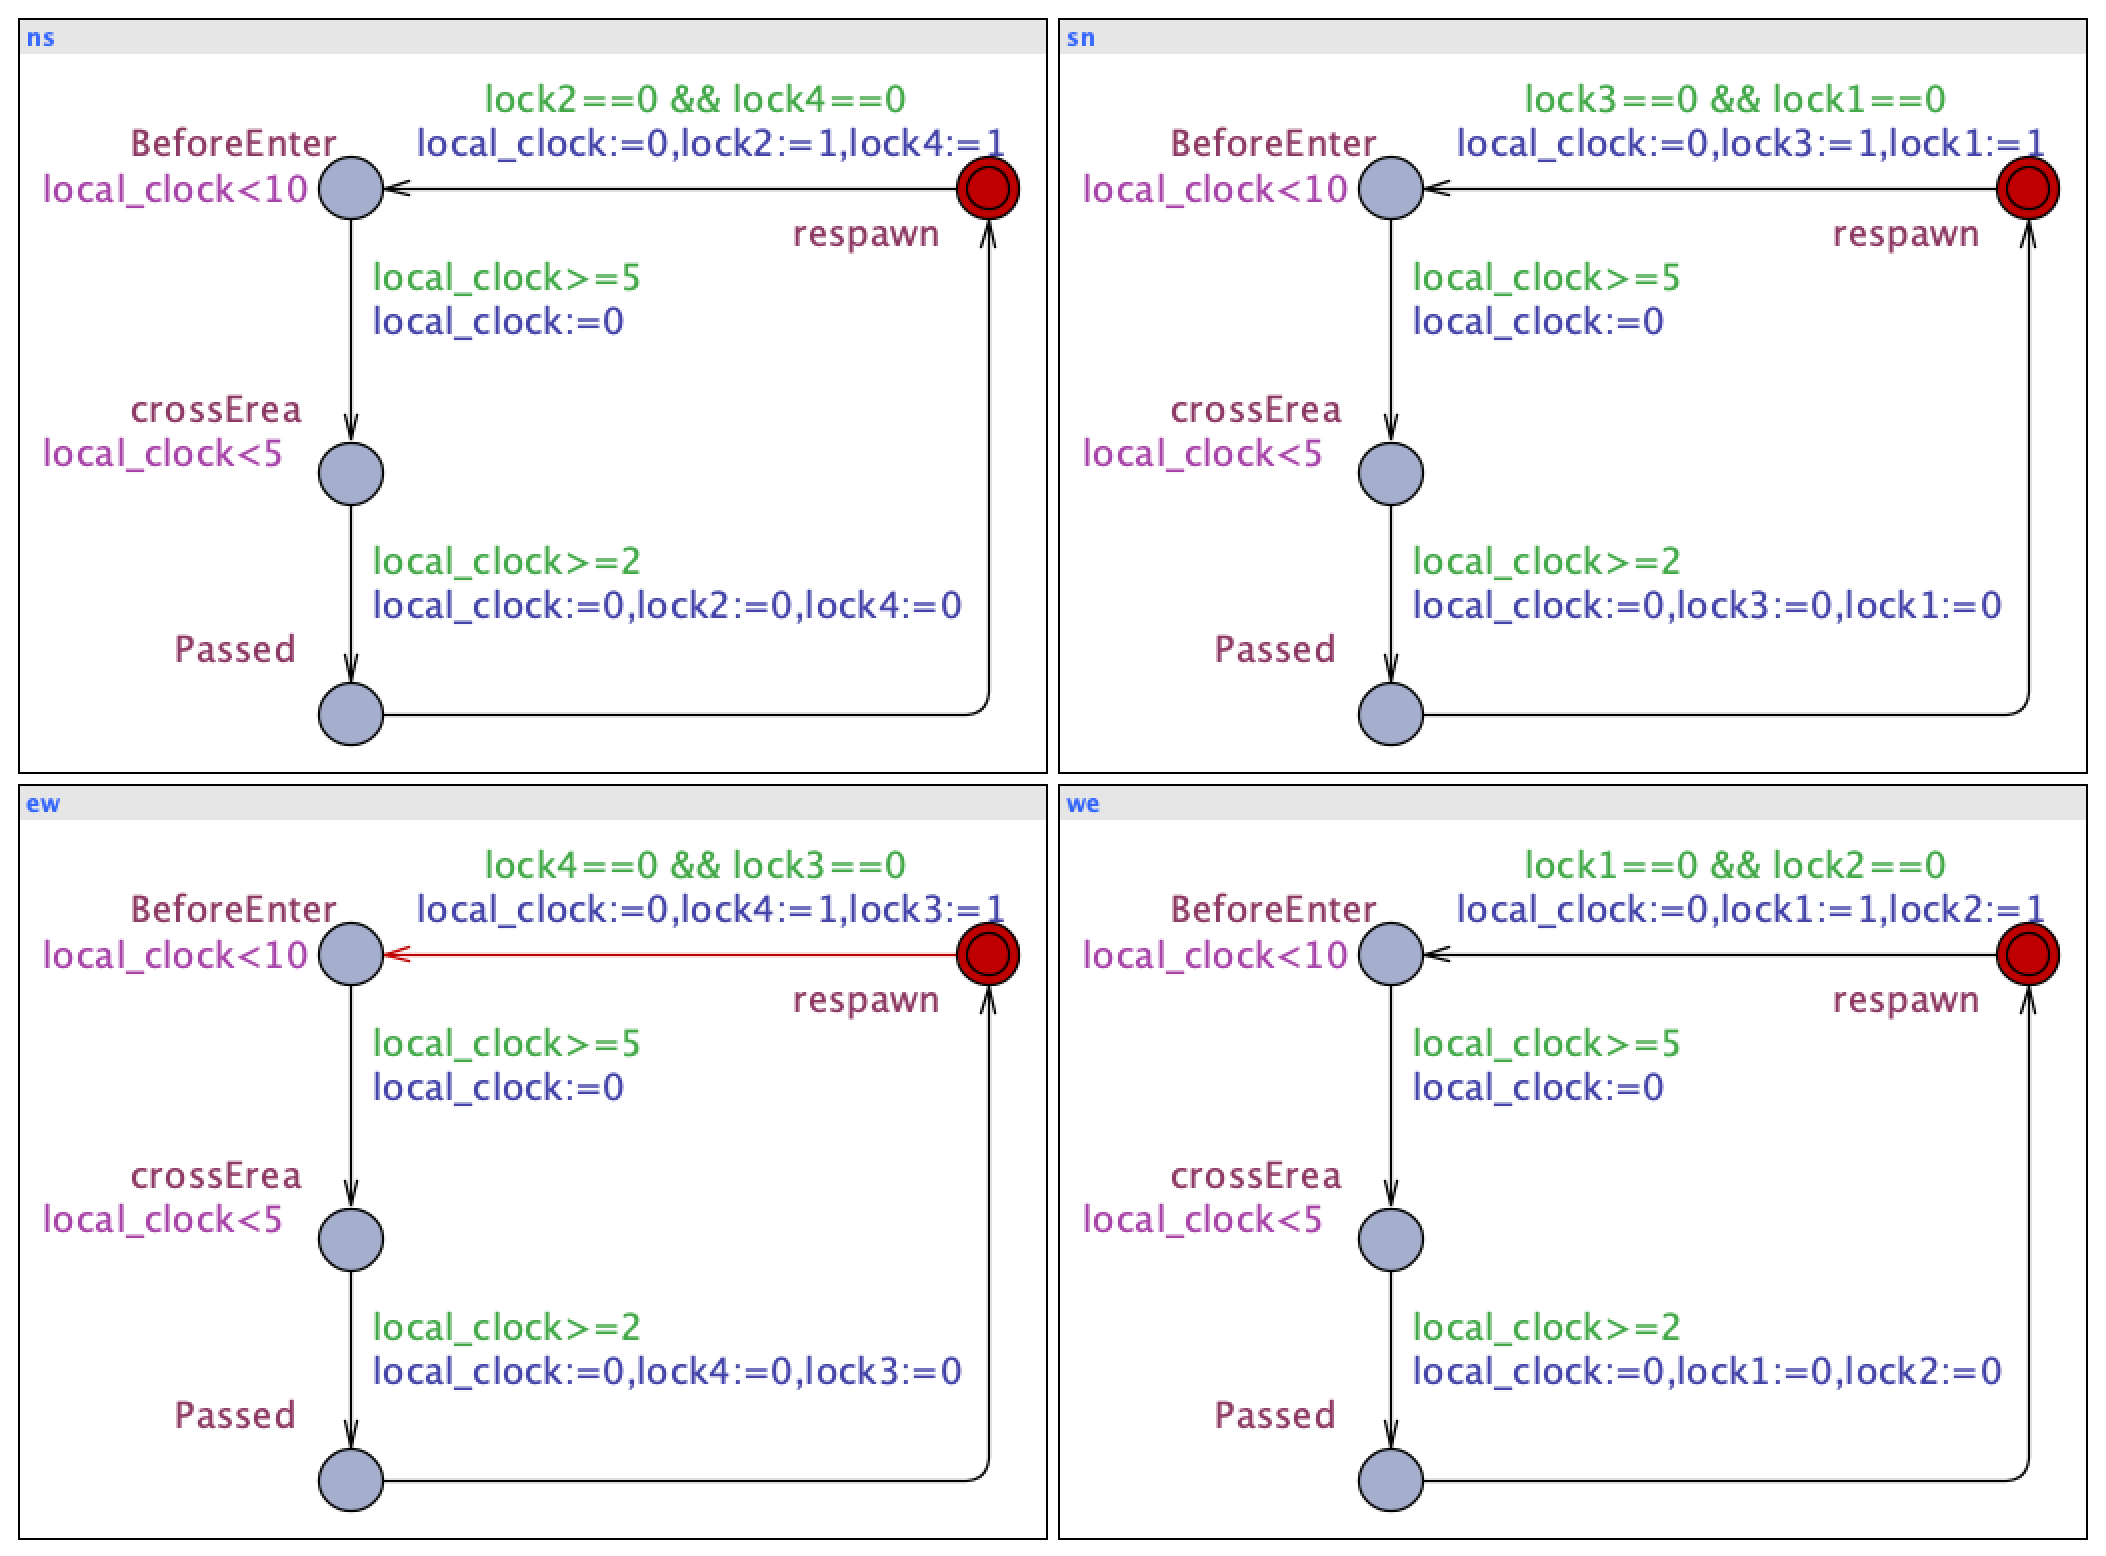 ns
lock2==0 && lock4==0
BeforeEnter
local_clock:=0,lock2:=1,lock4:=1
local_clock<10
respawn
local_clock>=5
local_clock:=0
crossErea
local_clock<5
local_clock>=2
local_clock:=0,lock2:=0,lock4:=0
Passed
sn
lock3==0 && lock1==0
BeforeEnter
local_clock:=0,lock3:=1,lock1:=1
local_clock<10
respawn
local_clock>=5
local_clock:=0
crossErea
local_clock<5
local_clock>=2
local_clock:=0,lock3:=0,lock1:=0
Passed
ew
lock4==0 && lock3==0
BeforeEnter
local_clock:=0,lock4:=1,lock3:=1
local_clock<10
respawn
local_clock>=5
local_clock:=0
crossErea
local_clock<5
local_clock>=2
local_clock:=0,lock4:=0,lock3:=0
Passed
we
lock1==0 && lock2==0
BeforeEnter
local_clock:=0,lock1:=1,lock2:=1
local_clock<10
respawn
local_clock>=5
local_clock:=0
crossErea
local_clock<5
local_clock>=2
local_clock:=0,lock1:=0,lock2:=0
Passed